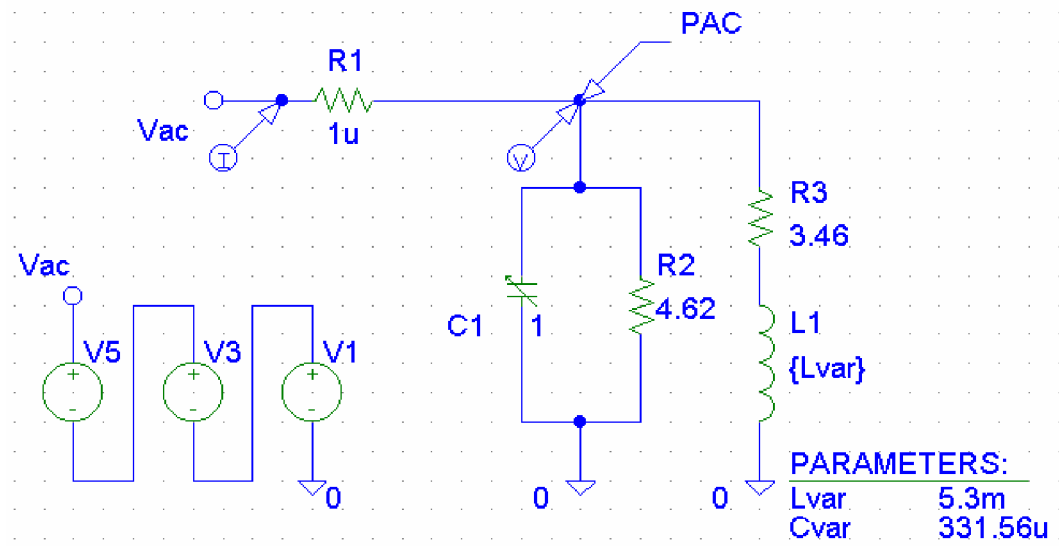 PAC
R1
Vac
1u
I
V
R3
3.46
Vac
R2
4.62
C1
1
L1
{Lvar}
V5
V3
V1
0
0
0
PARAMETERS:
Lvar 5.3m
Cvar 331.56u